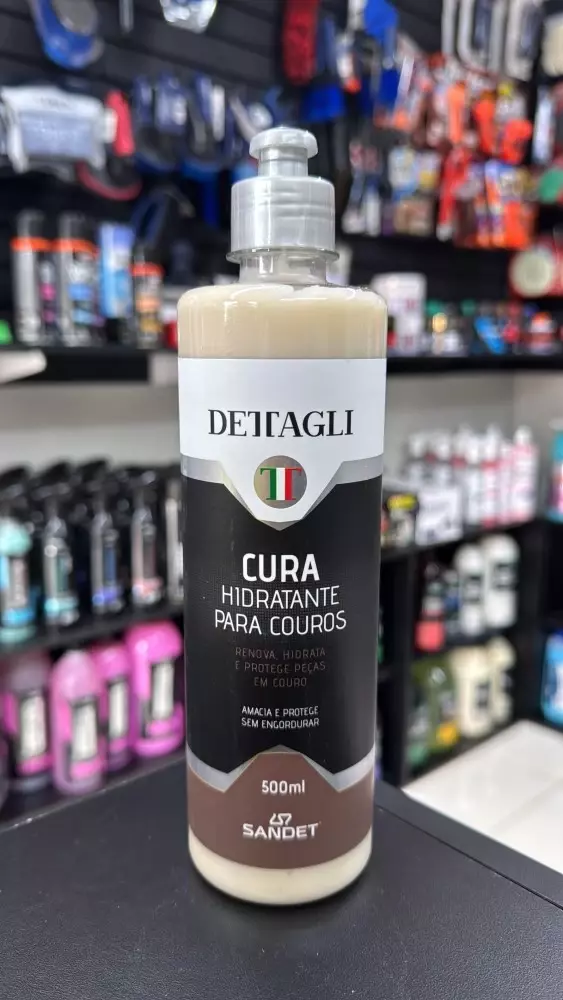 DETTAGLI
CURA
HIDRATANTE
PARA COUROS
RENOVA, HIDRATA
E PROTEGE PEÇAS
EM COURO
AMACIA E PROTEGE
SEM ENGORDURAR
500ml
SANDET